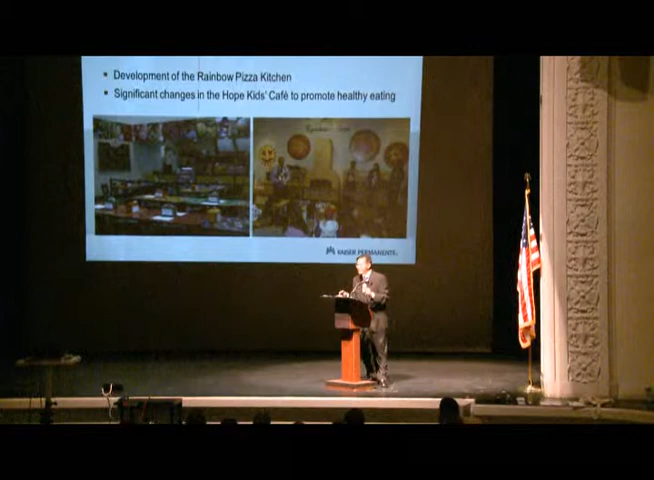 Development of the Rainbow Pizza Kitchen
Significant changes in the Hope Kids' Café to promote healthy eating
KAISER PERMANENTE